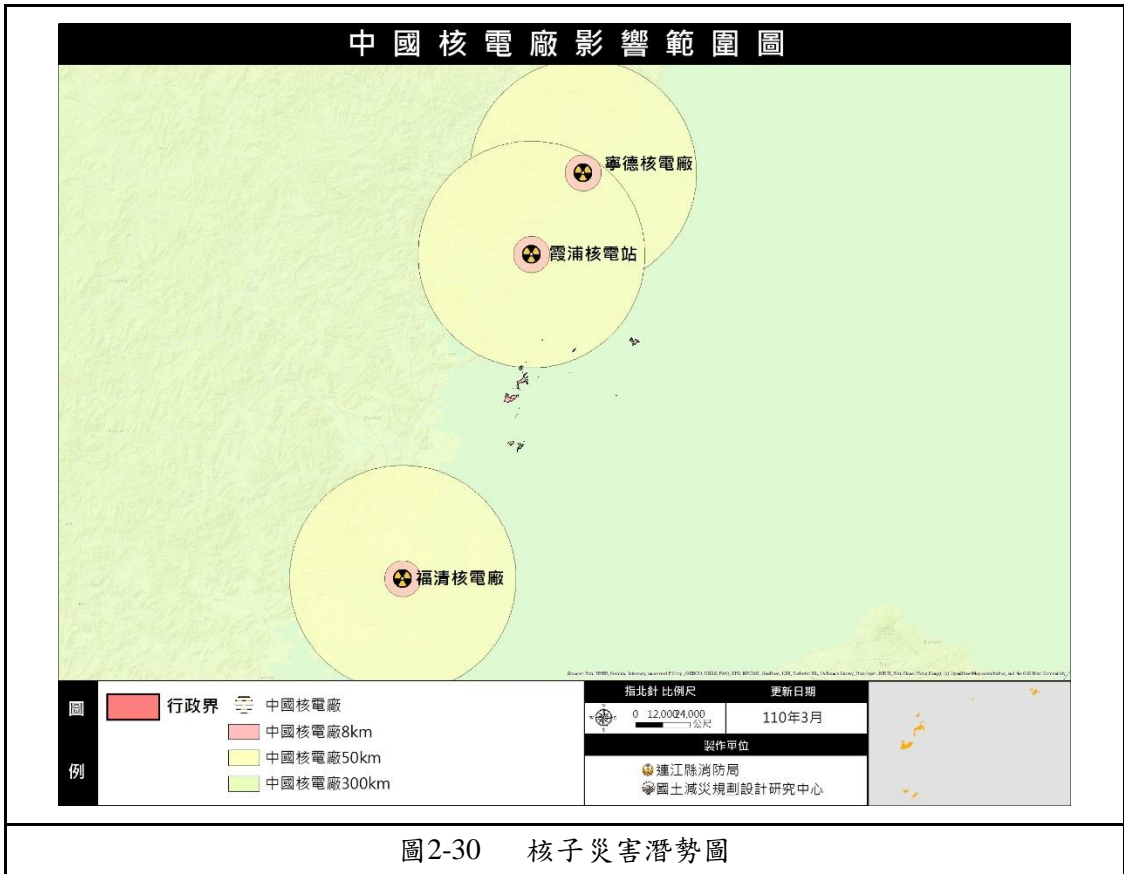 中國核電廠影響範圍圖
寧德核電廠
霞浦核電站
福清核電廠
圖例
行政界
中國核電廠
中國核電廠8km
中國核電廠50km
中國核電廠300km
指北針 比例尺
更新日期
0 12,000 24,000
公尺
110年3月
製作單位
連江縣消防局
國土減災規劃設計研究中心
圖2-30 核子災害潛勢圖